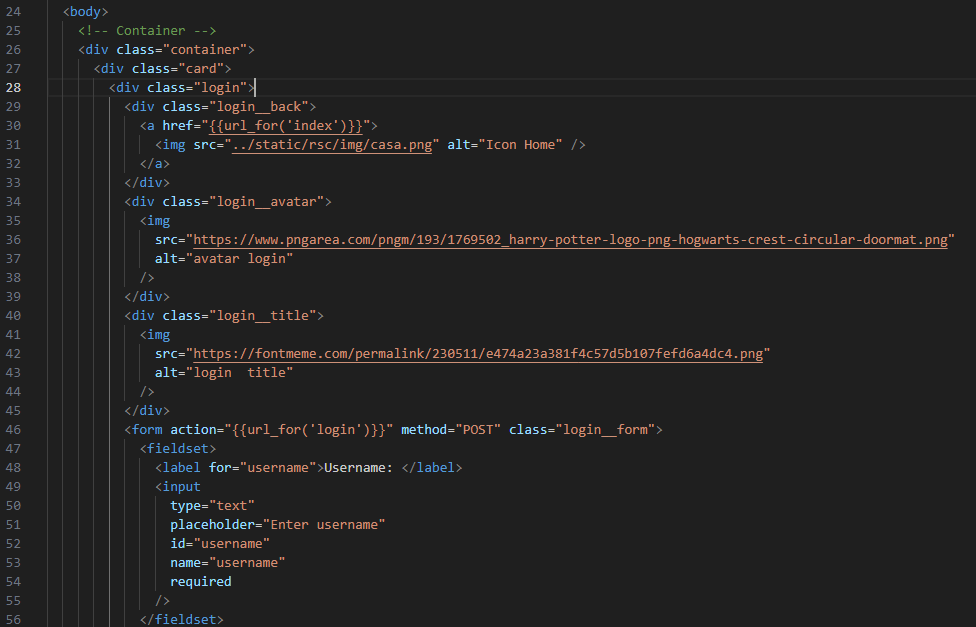 24 <body>
25 <!-- Container -->
26 <div class="container">
27 <div class="card">
28 <div class="login">
29 <div class="login__back">
30 <a href="{{url_for('index')}}">
31 <img src="../static/rsc/img/casa.png" alt="Icon Home" />
32 </a>
33 </div>
34 <div class="login__avatar">
35 <img
36 src="https://www.pngarea.com/pngm/193/1769502_harry-potter-logo-png-hogwarts-crest-circular-doormat.png"
37 alt="avatar login"
38 />
39 </div>
40 <div class="login__title">
41 <img
42 src="https://fontmeme.com/permalink/230511/e474a23a381f4c57d5b107fefd6a4dc4.png"
43 alt="login  title"
44 />
45 </div>
46 <form action="{{url_for('login')}}" method="POST" class="login__form">
47 <fieldset>
48 <label for="username">Username: </label>
49 <input
50 type="text"
51 placeholder="Enter username"
52 id="username"
53 name="username"
54 required
55 />
56 </fieldset>